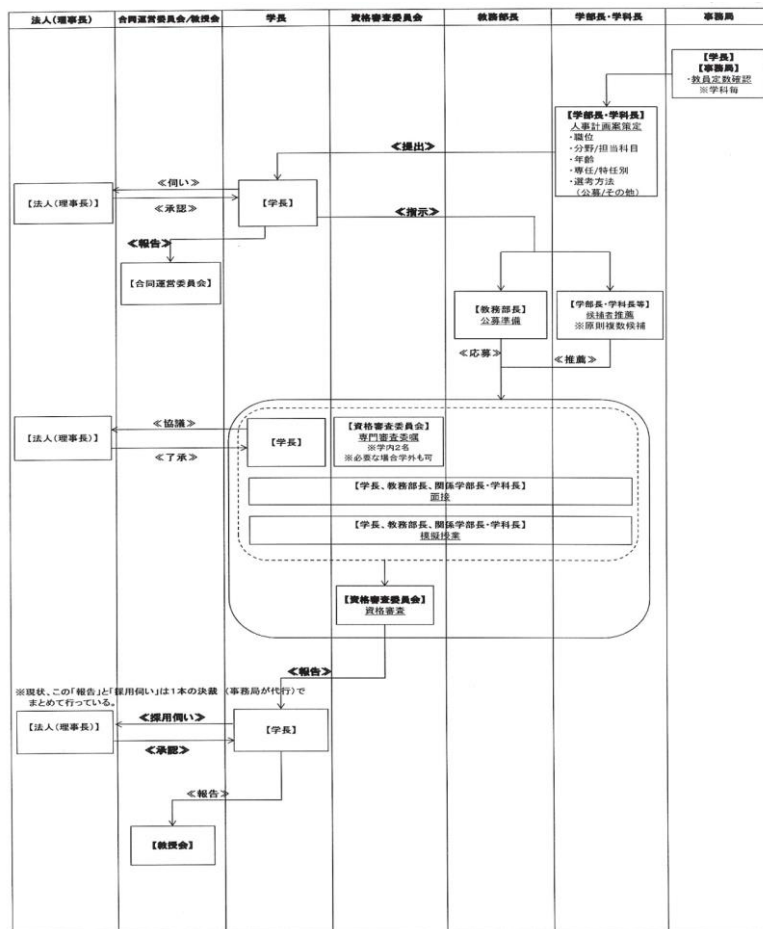 法人(理事長)
合同運営委員会/教授会
学長
資格審査委員会
教務部長
学部長・学科長
事務局
【学長】
【事務局】
・教員定数確認
※学科毎
【学部長・学科長】
人事計画案策定
・職位
・分野/担当科目
・年齢
・専任/特任別
・選考方法
(公募/その他)
≪提出≫
≪伺い≫
【法人(理事長)】
≪承認≫
【学長】
≪指示≫
≪報告≫
【合同運営委員会】
【教務部長】
公募準備
【学部長・学科長等】
候補者推薦
※原則複数候補
≪応募≫
≪推薦≫
≪協議≫
【法人(理事長)】
≪了承≫
【学長】
【資格審査委員会】
専門審査委嘱
※学内2名
※必要な場合学外も可
【学長、教務部長、関係学部長・学科長】
面接
【学長、教務部長、関係学部長・学科長】
模擬授業
【資格審査委員会】
資格審査
≪報告≫
※現状、この「報告」と「採用伺い」は1本の決裁(事務局が代行)で
まとめて行っている。
≪採用伺い≫
【法人(理事長)】
≪承認≫
【学長】
≪報告≫
【教授会】